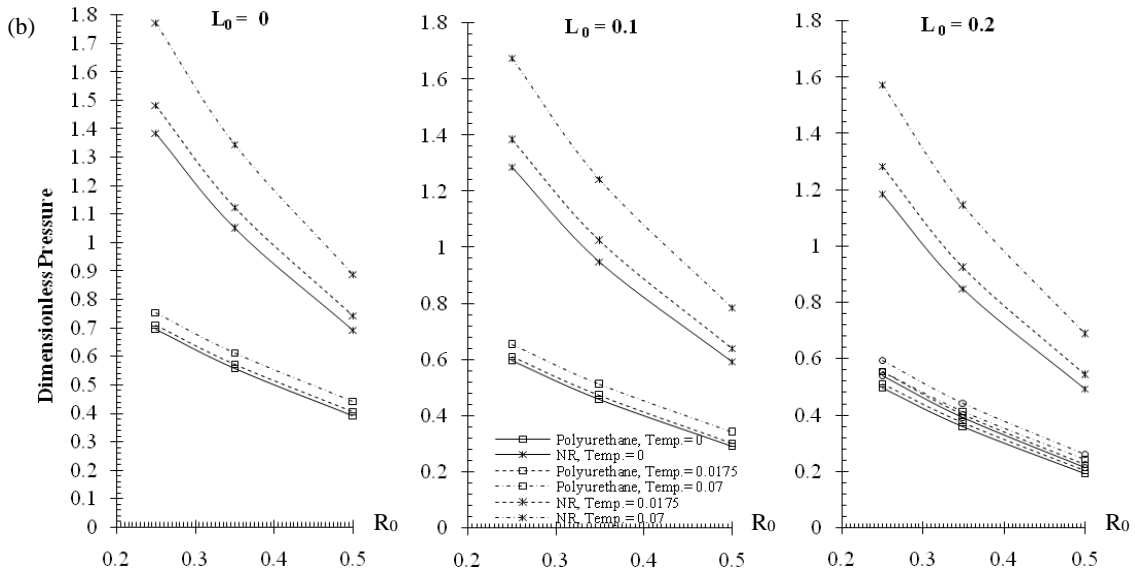 (b)
L0 = 0
Dimensionless Pressure
1.8
1.7
1.6
1.5
1.4
1.3
1.2
1.1
1
0.9
0.8
0.7
0.6
0.5
0.4
0.3
0.2
0.1
0
0.2 0.3 0.4 0.5
L0 = 0.1
1.8
1.6
1.4
1.2
1
0.8
0.6
0.4
0.2
0
Polyurethane, Temp.= 0
NR, Temp.= 0
Polyurethane, Temp.= 0.0175
Polyurethane, Temp.= 0.07
NR, Temp.= 0.0175
NR, Temp.= 0.07
R0
0.2 0.3 0.4 0.5
L0 = 0.2
1.8
1.6
1.4
1.2
1
0.8
0.6
0.4
0.2
0
R0
0.2 0.3 0.4 0.5
R0